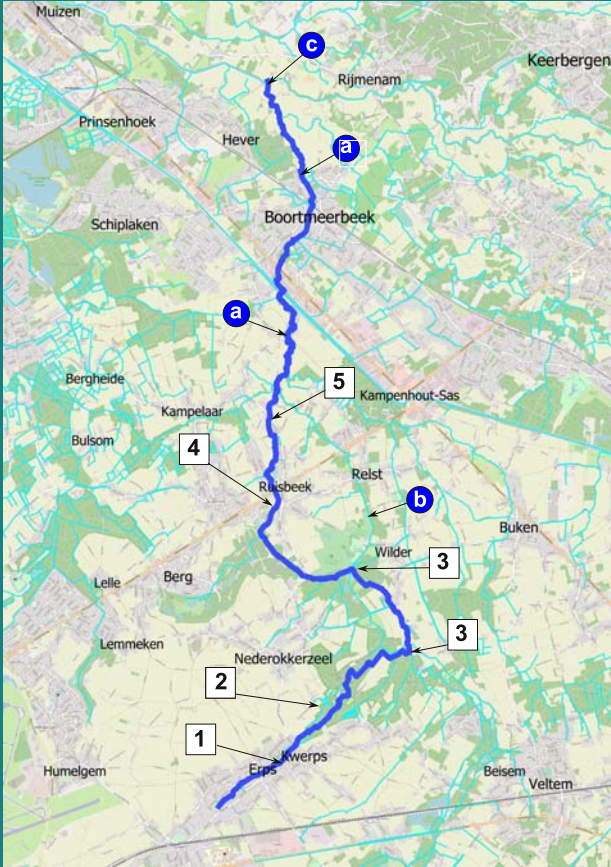 Muizen
c
Keerbergen
Rijmenam
Prinsenhoek
Hever
a
Boortmeerbeek
Schiplaken
a
Bergheide
5
Kampenhout-Sas
Kampelaar
Bulsom
4
Relst
Ruisbeek
b
Buken
Wilder
3
Lelle
Berg
3
Lemmeken
Nederokkerzeel
2
1
Kwerps
Erps
Humelgem
Beisem
Veltem